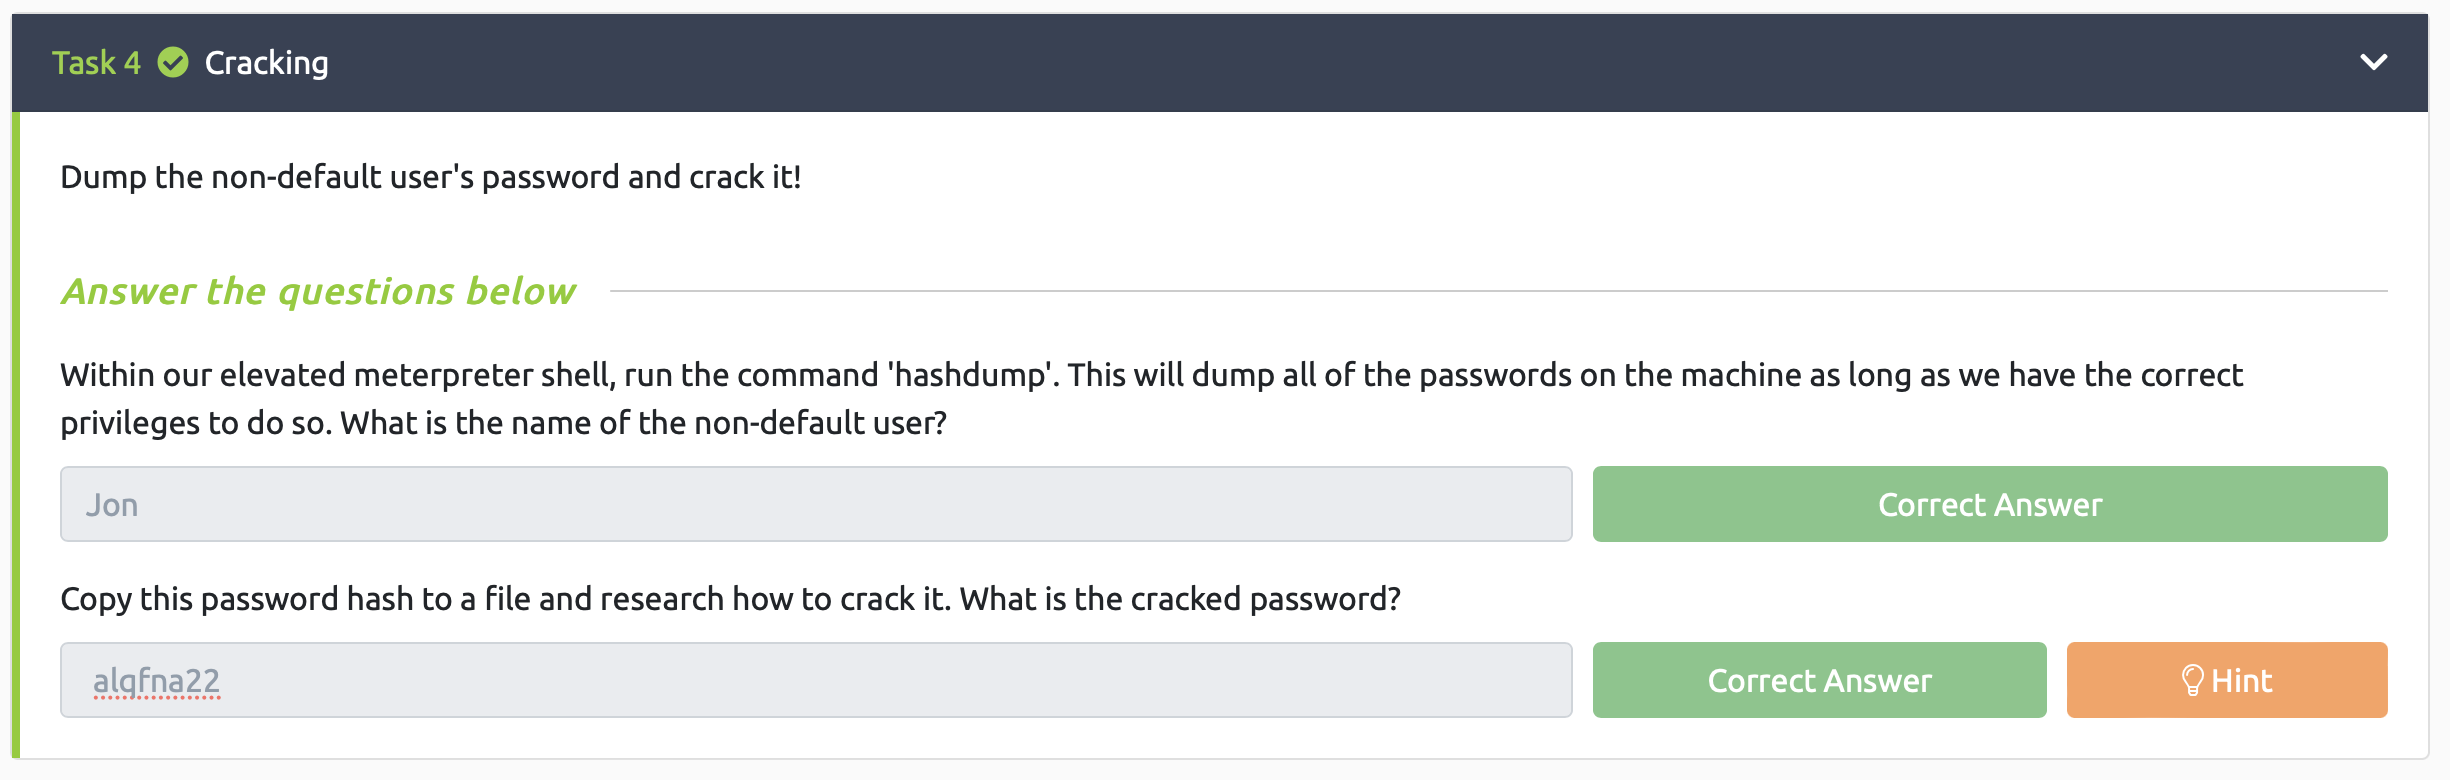 Task 4 Cracking
Dump the non-default user's password and crack it!
Answer the questions below
Within our elevated meterpreter shell, run the command 'hashdump'. This will dump all of the passwords on the machine as long as we have the correct
privileges to do so. What is the name of the non-default user?
Jon
Correct Answer
Copy this password hash to a file and research how to crack it. What is the cracked password?
alqfna22
Correct Answer
Hint